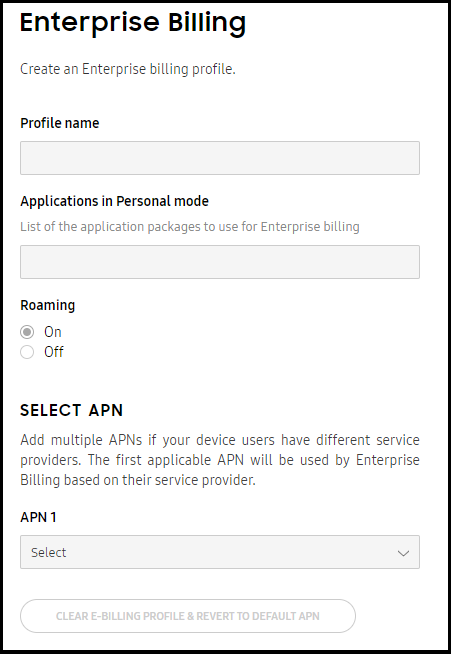 Enterprise Billing
Create an Enterprise billing profile.
Profile name
Applications in Personal mode
List of the application packages to use for Enterprise billing
Roaming
On
Off
SELECT APN
Add multiple APNs if your device users have different service
providers. The first applicable APN will be used by Enterprise
Billing based on their service provider.
APN 1
Select
CLEAR E-BILLING PROFILE & REVERT TO DEFAULT APN